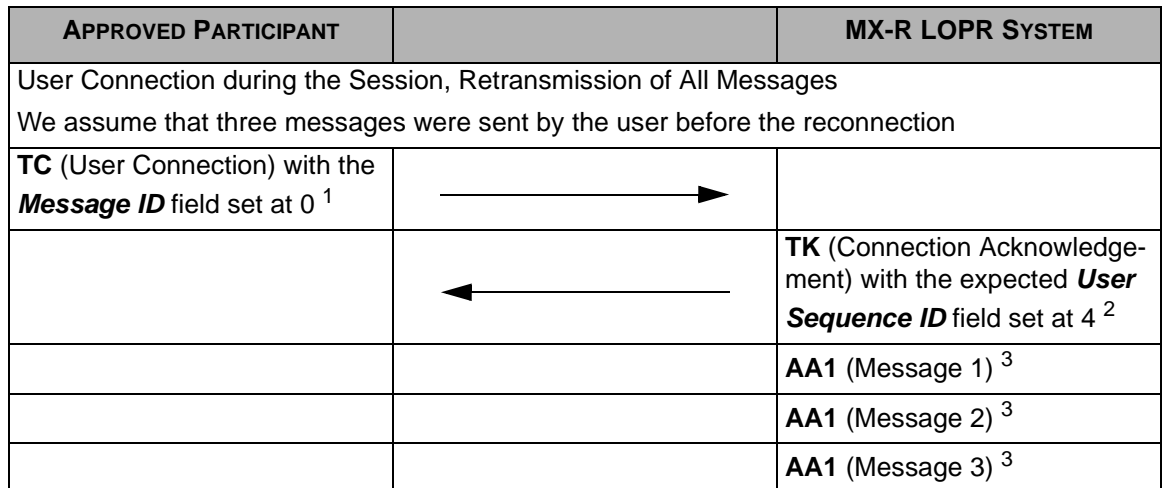 APPROVED PARTICIPANT
MX-R LOPR SYSTEM
User Connection during the Session, Retransmission of All Messages
We assume that three messages were sent by the user before the reconnection
TC (User Connection) with the
Message ID field set at 0 1
TK (Connection Acknowledge-
ment) with the expected User
Sequence ID field set at 4 2
AA1 (Message 1) 3
AA1 (Message 2) 3
AA1 (Message 3) 3